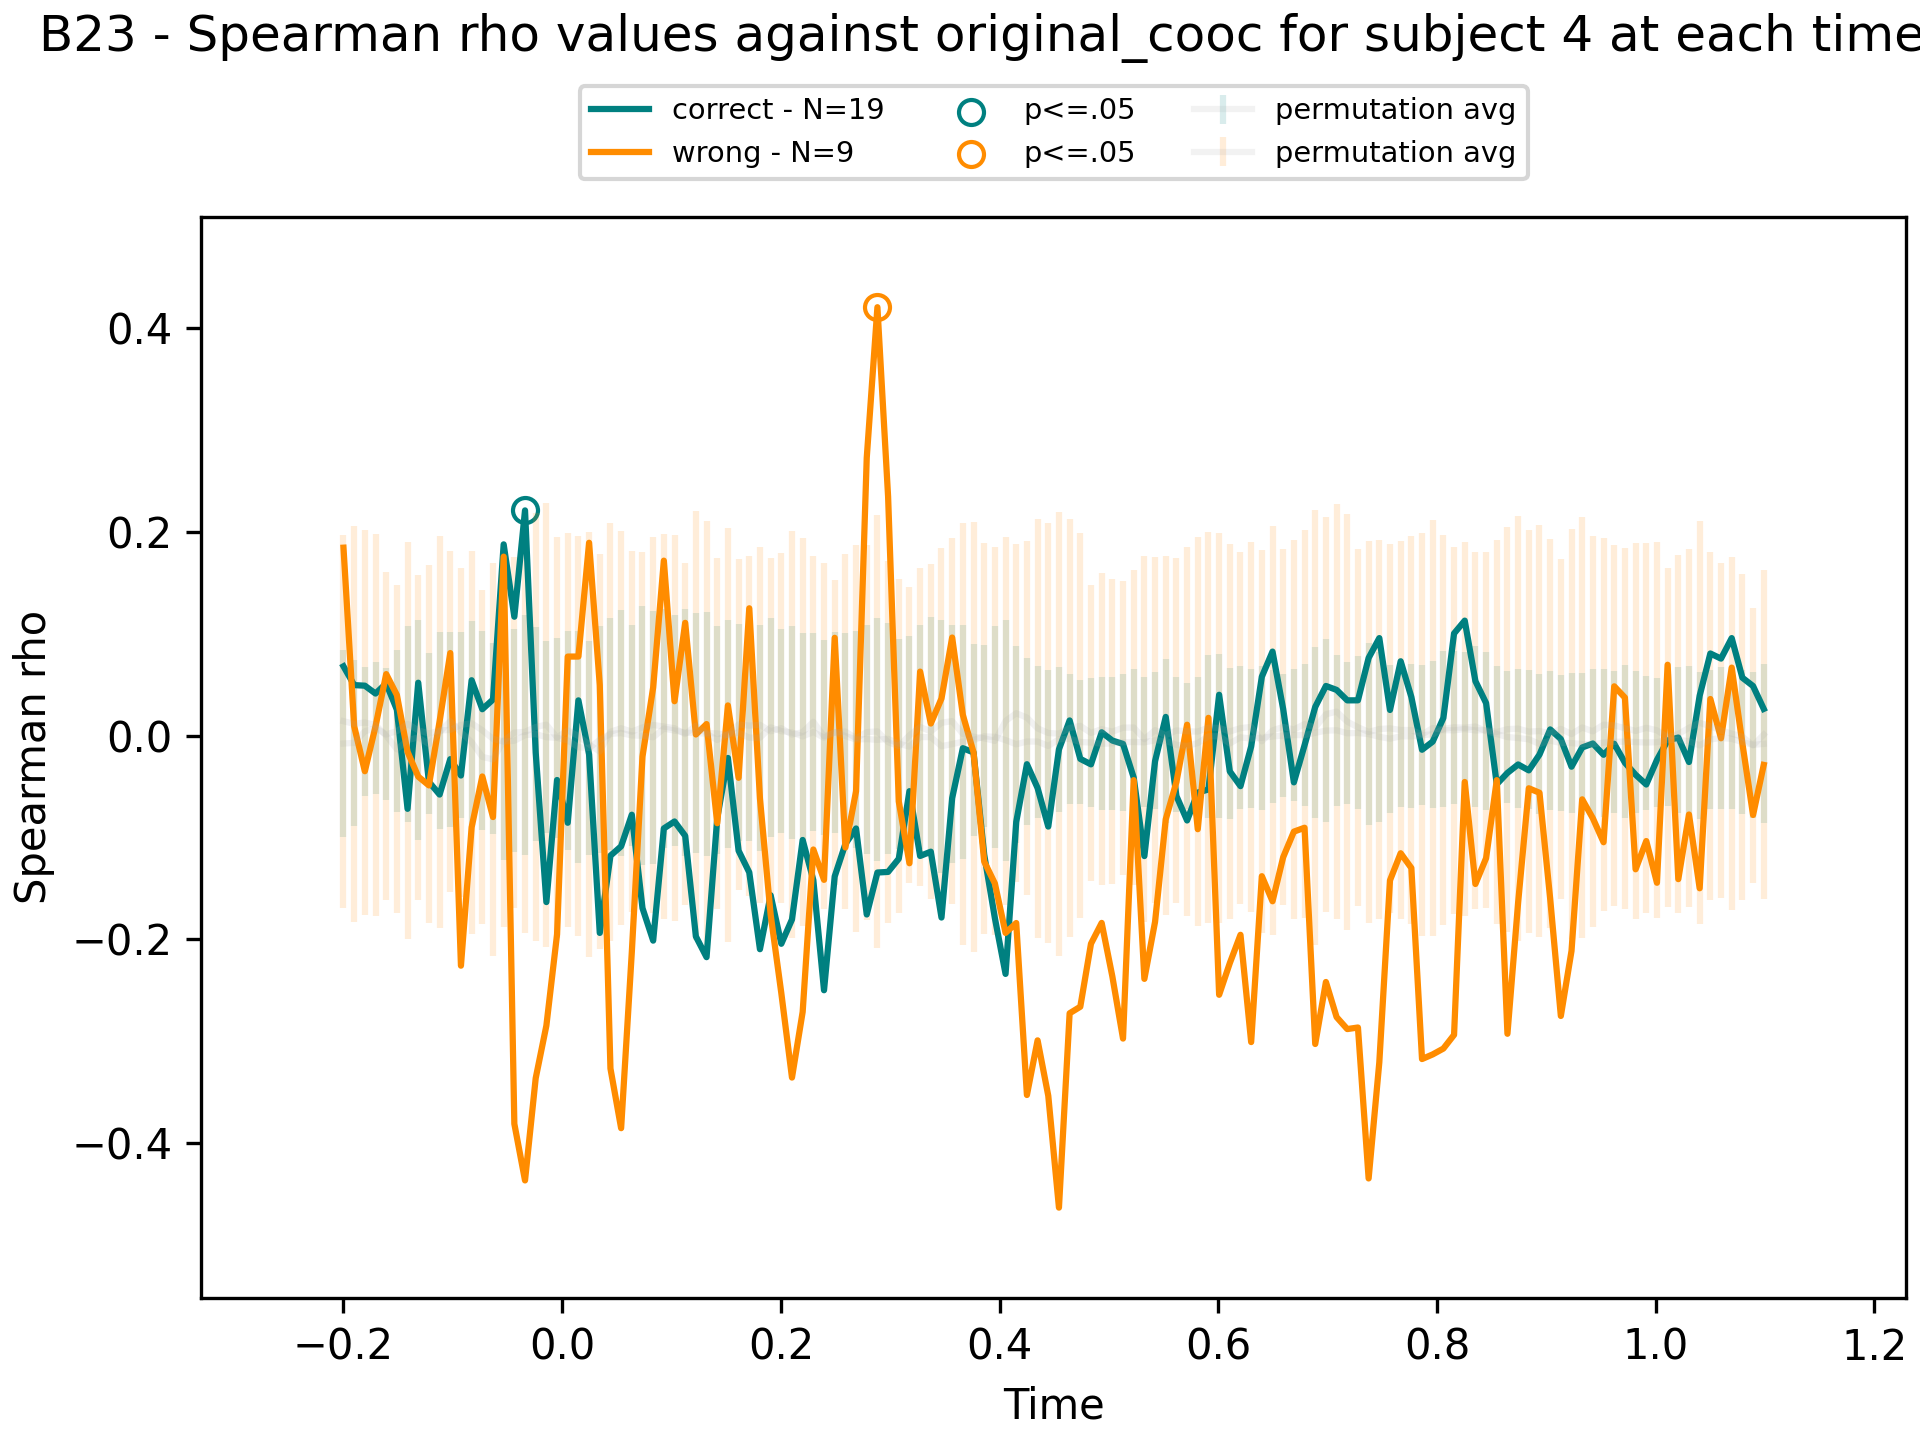 B23 - Spearman rho values against original_cooc for subject 4 at each time
correct - N=19
wrong - N=9
p<=.05
p<=.05
permutation avg
permutation avg
Spearman rho
0.4
0.2
0.0
−0.2
−0.4
−0.2
0.0
0.2
0.4
0.6
0.8
1.0
1.2
Time